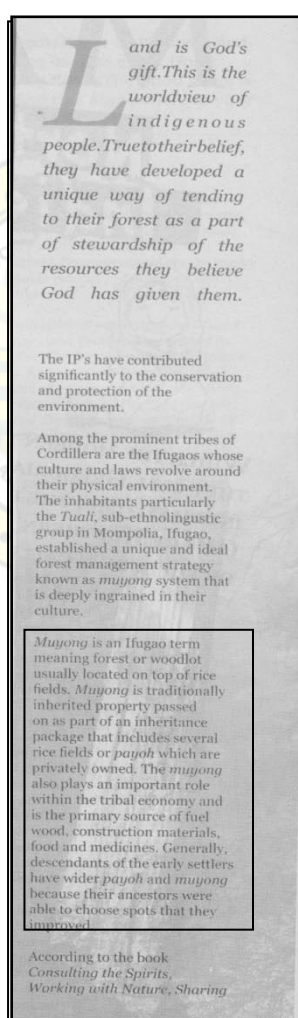 Land is God's
gift.This is the
worldview of
indigenous
people.Truetotheirbelief,
they have developed a
unique way of tending
to their forest as a part
of stewardship of the
resources they believe
God has given them.
The IP's have contributed
significantly to the conservation
and protection of the
environment.
Among the prominent tribes of
Cordillera are the Ifugaos whose
culture and laws revolve around
their physical environment.
The inhabitants particularly
the Tuali, sub-ethnolingustic
group in Mompolia, Ifugao,
established a unique and ideal
forest management strategy
known as muyong system that
is deeply ingrained in their
culture.
Muyong is an Ifugao term
meaning forest or woodlot
usually located on top of rice
fields. Muyong is traditionally
inherited property passed
on as part of an inheritance
package that includes several
rice fields or payoh which are
privately owned. The muyong
also plays an important role
within the tribal economy and
is the primary source of fuel
wood, construction materials,
food and medicines. Generally,
descendants of the early settlers
have wider payoh and muyong
because their ancestors were
able to choose spots that they
improved.
According to the book
Consulting the Spirits,
Working with Nature, Sharing